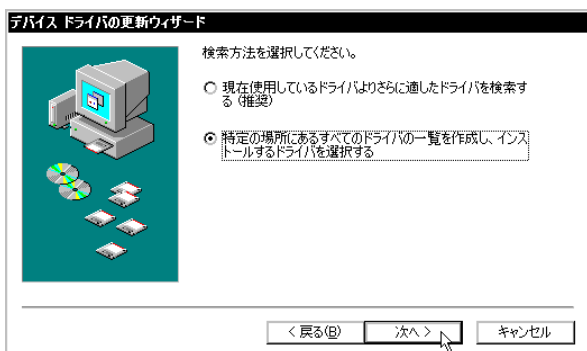 デバイス ドライバの更新ウィザード
検索方法を選択してください。
現在使用しているドライバよりさらに適したドライバを検索す
る (推奨)
特定の場所にあるすべてのドライバの一覧を作成し、インス
トールするドライバを選択する
< 戻る(B) 次へ > キャンセル